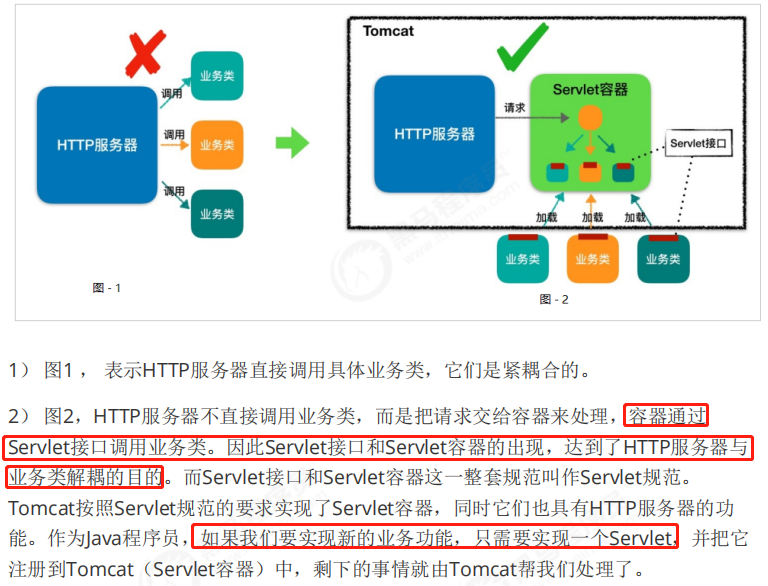 Tomcat
HTTP服务器
调用
调用
调用
业务类
业务类
业务类
图 - 1
HTTP服务器
请求
Servlet容器
Servlet接口
加载
加载
加载
业务类
业务类
业务类
图 - 2
1） 图1 ， 表示HTTP服务器直接调用具体业务类，它们是紧耦合的。
2） 图2，HTTP服务器不直接调用业务类，而是把请求交给容器来处理，容器通过
Servlet接口调用业务类。因此Servlet接口和Servlet容器的出现，达到了HTTP服务器与
业务类解耦的目的。而Servlet接口和Servlet容器这一整套规范叫作Servlet规范。
Tomcat按照Servlet规范的要求实现了Servlet容器，同时它们也具有HTTP服务器的功
能。作为Java程序员，如果我们要实现新的业务功能，只需要实现一个Servlet，并把它
注册到Tomcat（Servlet容器）中，剩下的事情就由Tomcat帮我们处理了。